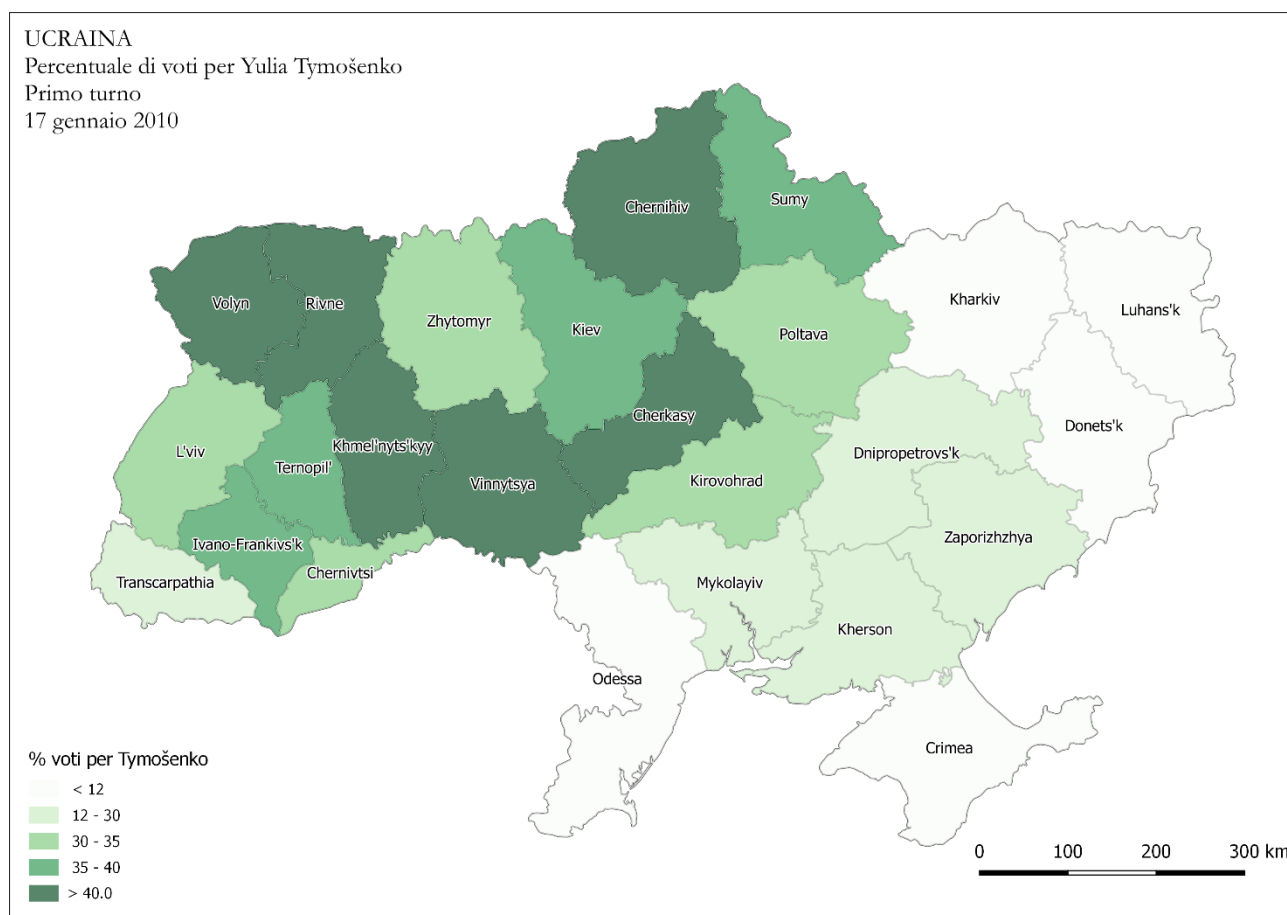 UCRAINA
Percentuale di voti per Yulia Tymošenko
Primo turno
17 gennaio 2010
Chernihiv
Sumy
Volyn
Rivne
Zhytomyr
Kiev
Poltava
Kharkiv
Luhans'k
L'viv
Ternopil'
Khmel'nyts'kyy
Vinnytsya
Cherkasy
Kirovohrad
Dnipropetrovs'k
Donets'k
Ivano-Frankivs'k
Chernivtsi
Transcarpathia
Mykolayiv
Zaporizhzhya
Kherson
Odessa
Crimea
% voti per Tymošenko
< 12
12 - 30
30 - 35
35 - 40
> 40.0
0 100 200 300 km